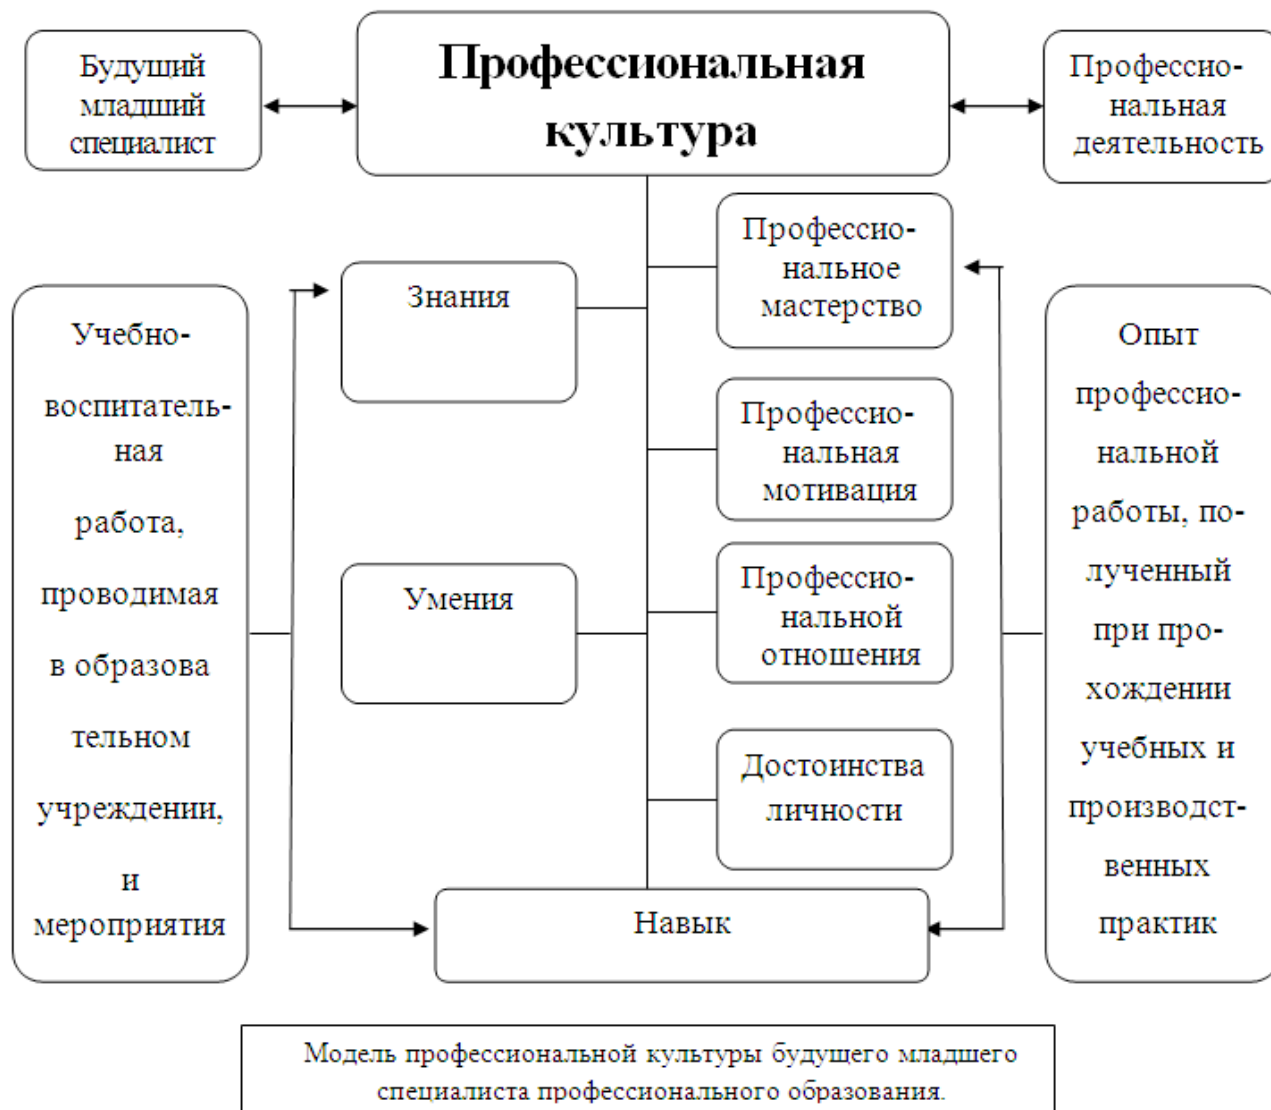 Будущий
младший
специалист
Профессиональная
культура
Профессио-
нальная
деятельность
Учебно-
воспитатель-
ная
работа,
проводимая
в образова
тельном
учреждении,
и
мероприятия
Знания
Умения
Профессио-
нальное
мастерство
Профессио-
нальная
мотивация
Профессио-
нальной
отношения
Достоинства
личности
Навык
Опыт
профессио-
нальной
работы, по-
лученный
при про-
хождении
учебных и
производст-
венных
практик
Модель профессиональной культуры будущего младшего
специалиста профессионального образования.